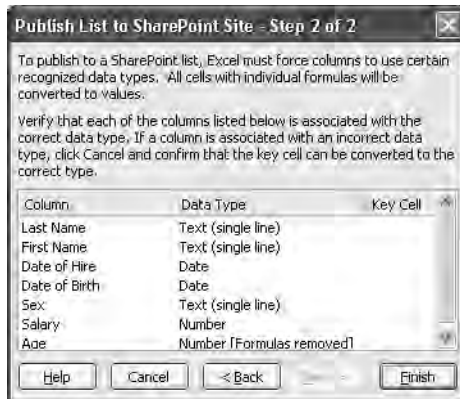 Publish List to SharePoint Site - Step 2 of 2
To publish to a SharePoint list, Excel must force columns to use certain
recognized data types. All cells with individual formulas will be
converted to values.
Verify that each of the columns listed below is associated with the
correct data type. If a column is associated with an incorrect data
type, click Cancel and confirm that the key cell can be converted to the
correct type.
Column Data Type Key Cell
Last Name Text (single line)
First Name Text (single line)
Date of Hire Date
Date of Birth Date
Sex Text (single line)
Salary Number
Age Number [Formulas removed]
Help Cancel < Back Finish